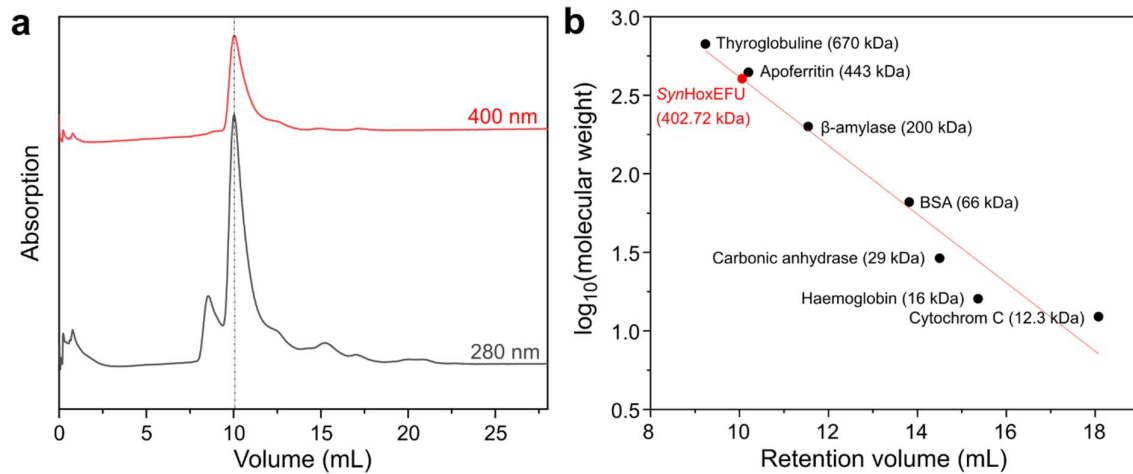 a
400 nm
280 nm
Absorption
0
5
10
15
20
25
Volume (mL)
b
3.0
2.5
2.0
1.5
1.0
0.5
log10(molecular weight)
Thyroglobuline (670 kDa)
Apoferritin (443 kDa)
SynHoxEFU
(402.72 kDa)
β-amylase (200 kDa)
BSA (66 kDa)
Carbonic anhydrase (29 kDa)
Haemoglobin (16 kDa)
Cytochrom C (12.3 kDa)
8
10
12
14
16
18
Retention volume (mL)